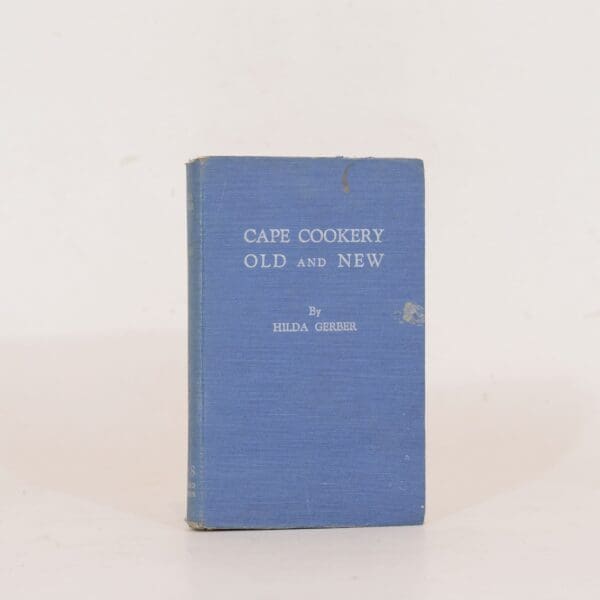 CAPE COOKERY
OLD AND NEW
By
HILDA GERBER